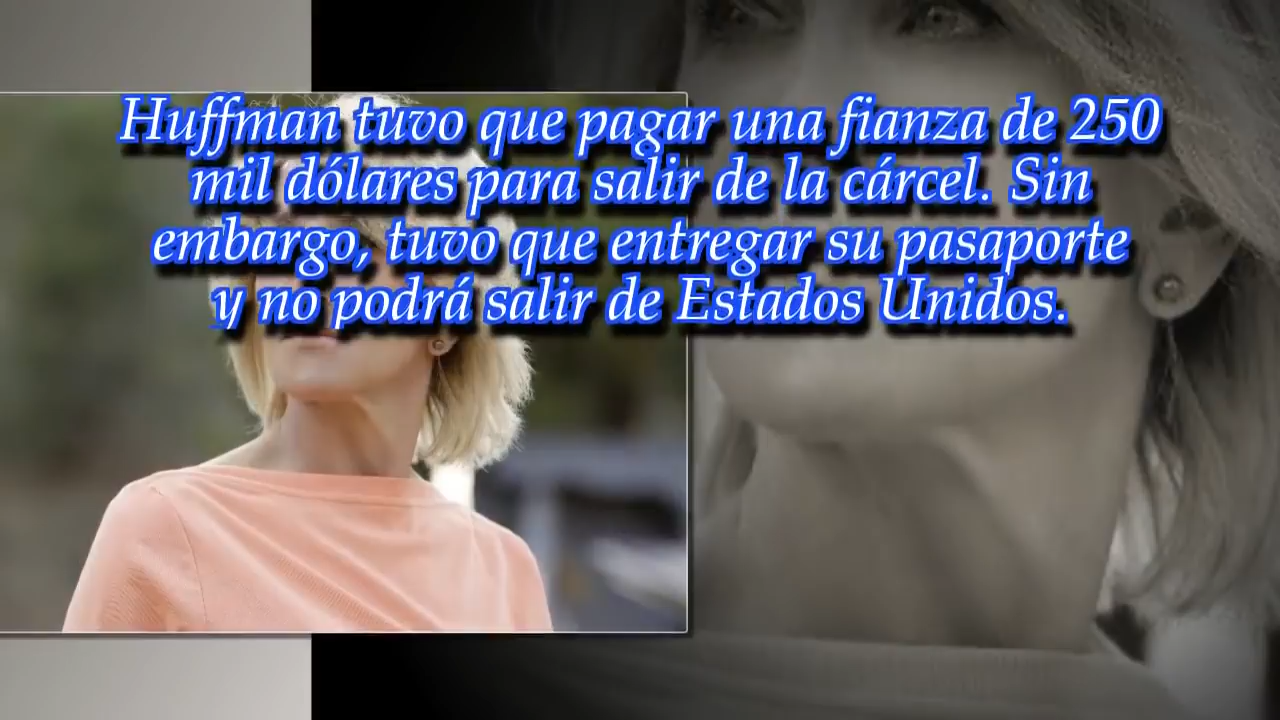 Huffman tuvo que pagar una fianza de 250
mil dólares para salir de la cárcel. Sin
embargo, tuvo que entregar su pasaporte
y no podrá salir de Estados Unidos.